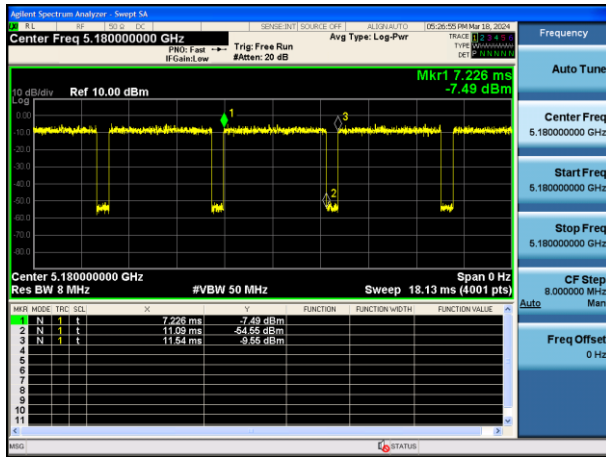 Agilent Spectrum Analyzer - Swept SA
RL RF 50 Ω DC SENSE:INT SOURCE OFF ALIGNAUTO 05:26:55 PM Mar 18, 2024
Center Freq 5.180000000 GHz Avg Type: Log-Pwr TRACE 1 2 3 4 5 6
PNO: Fast Trig: Free Run TYPE
IFGain:Low #Atten: 20 dB DET P N N N N N
Mkr1 7.226 ms
10 dB/div Ref 10.00 dBm -7.49 dBm
Log
0.00
-10.0
-20.0
-30.0
-40.0
-50.0
-60.0
-70.0
-80.0
1
3
2
Center 5.180000000 GHz Span 0 Hz
Res BW 8 MHz #VBW 50 MHz Sweep 18.13 ms (4001 pts)
MKR MODE TRC SCL X Y FUNCTION FUNCTION WIDTH FUNCTION VALUE
1 N 1 t 7.226 ms -7.49 dBm
2 N 1 t 11.09 ms -54.55 dBm
3 N 1 t 11.54 ms -9.55 dBm
4
5
6
7
8
9
10
11
MSG STATUS
Frequency
Auto Tune
Center Freq
5.180000000 GHz
Start Freq
5.180000000 GHz
Stop Freq
5.180000000 GHz
CF Step
8.000000 MHz
Auto Man
Freq Offset
0 Hz